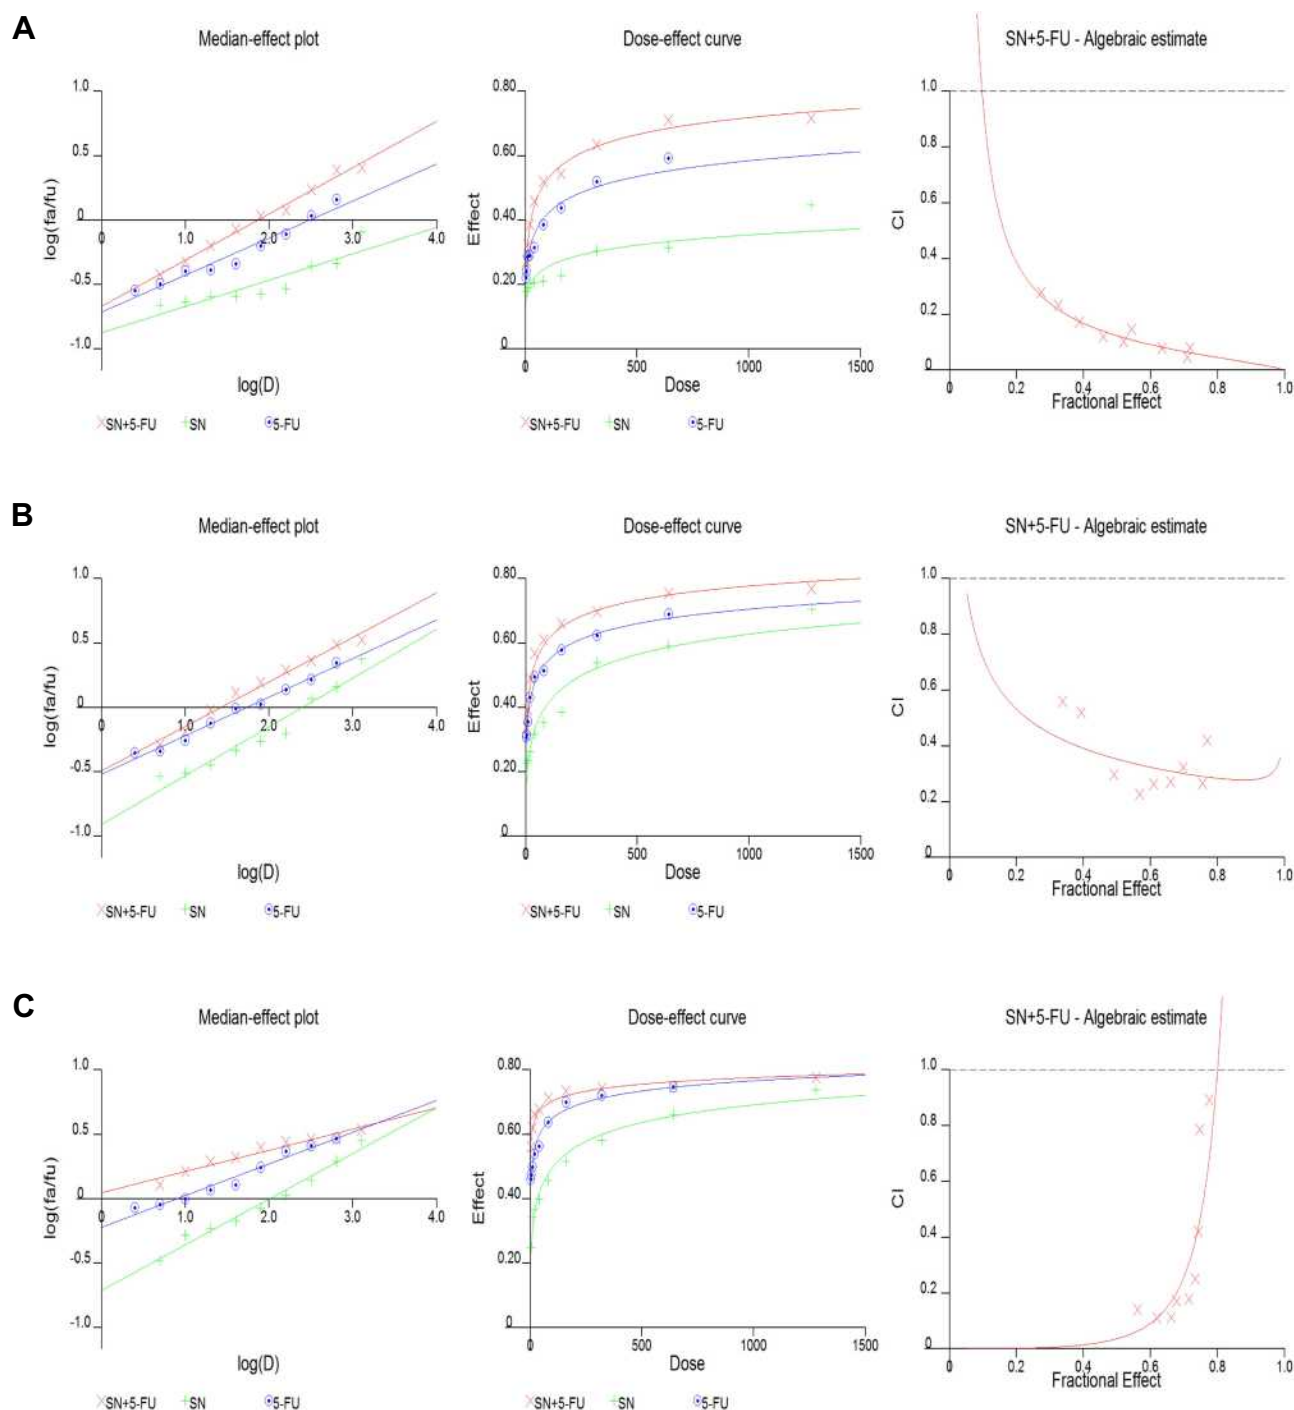 A
Median-effect plot
Dose-effect curve
SN+5-FU - Algebraic estimate
1.0
0.5
0
-0.5
-1.0
log(fa/fu)
0
1.0
2.0
3.0
4.0
log(D)
SN+5-FU
SN
5-FU
0.80
0.60
0.40
0.20
0
Effect
0
500
1000
1500
Dose
SN+5-FU
SN
5-FU
1.0
0.8
0.6
0.4
0.2
0
CI
0
0.2
0.4
0.6
0.8
1.0
Fractional Effect
B
Median-effect plot
Dose-effect curve
SN+5-FU - Algebraic estimate
1.0
0.5
0
-0.5
-1.0
log(fa/fu)
0
1.0
2.0
3.0
4.0
log(D)
SN+5-FU
SN
5-FU
0.80
0.60
0.40
0.20
0
Effect
0
500
1000
1500
Dose
SN+5-FU
SN
5-FU
1.0
0.8
0.6
0.4
0.2
0
CI
0
0.2
0.4
0.6
0.8
1.0
Fractional Effect
C
Median-effect plot
Dose-effect curve
SN+5-FU - Algebraic estimate
1.0
0.5
0
-0.5
-1.0
log(fa/fu)
0
1.0
2.0
3.0
4.0
log(D)
SN+5-FU
SN
5-FU
0.80
0.60
0.40
0.20
0
Effect
0
500
1000
1500
Dose
SN+5-FU
SN
5-FU
1.0
0.8
0.6
0.4
0.2
0
CI
0
0.2
0.4
0.6
0.8
1.0
Fractional Effect